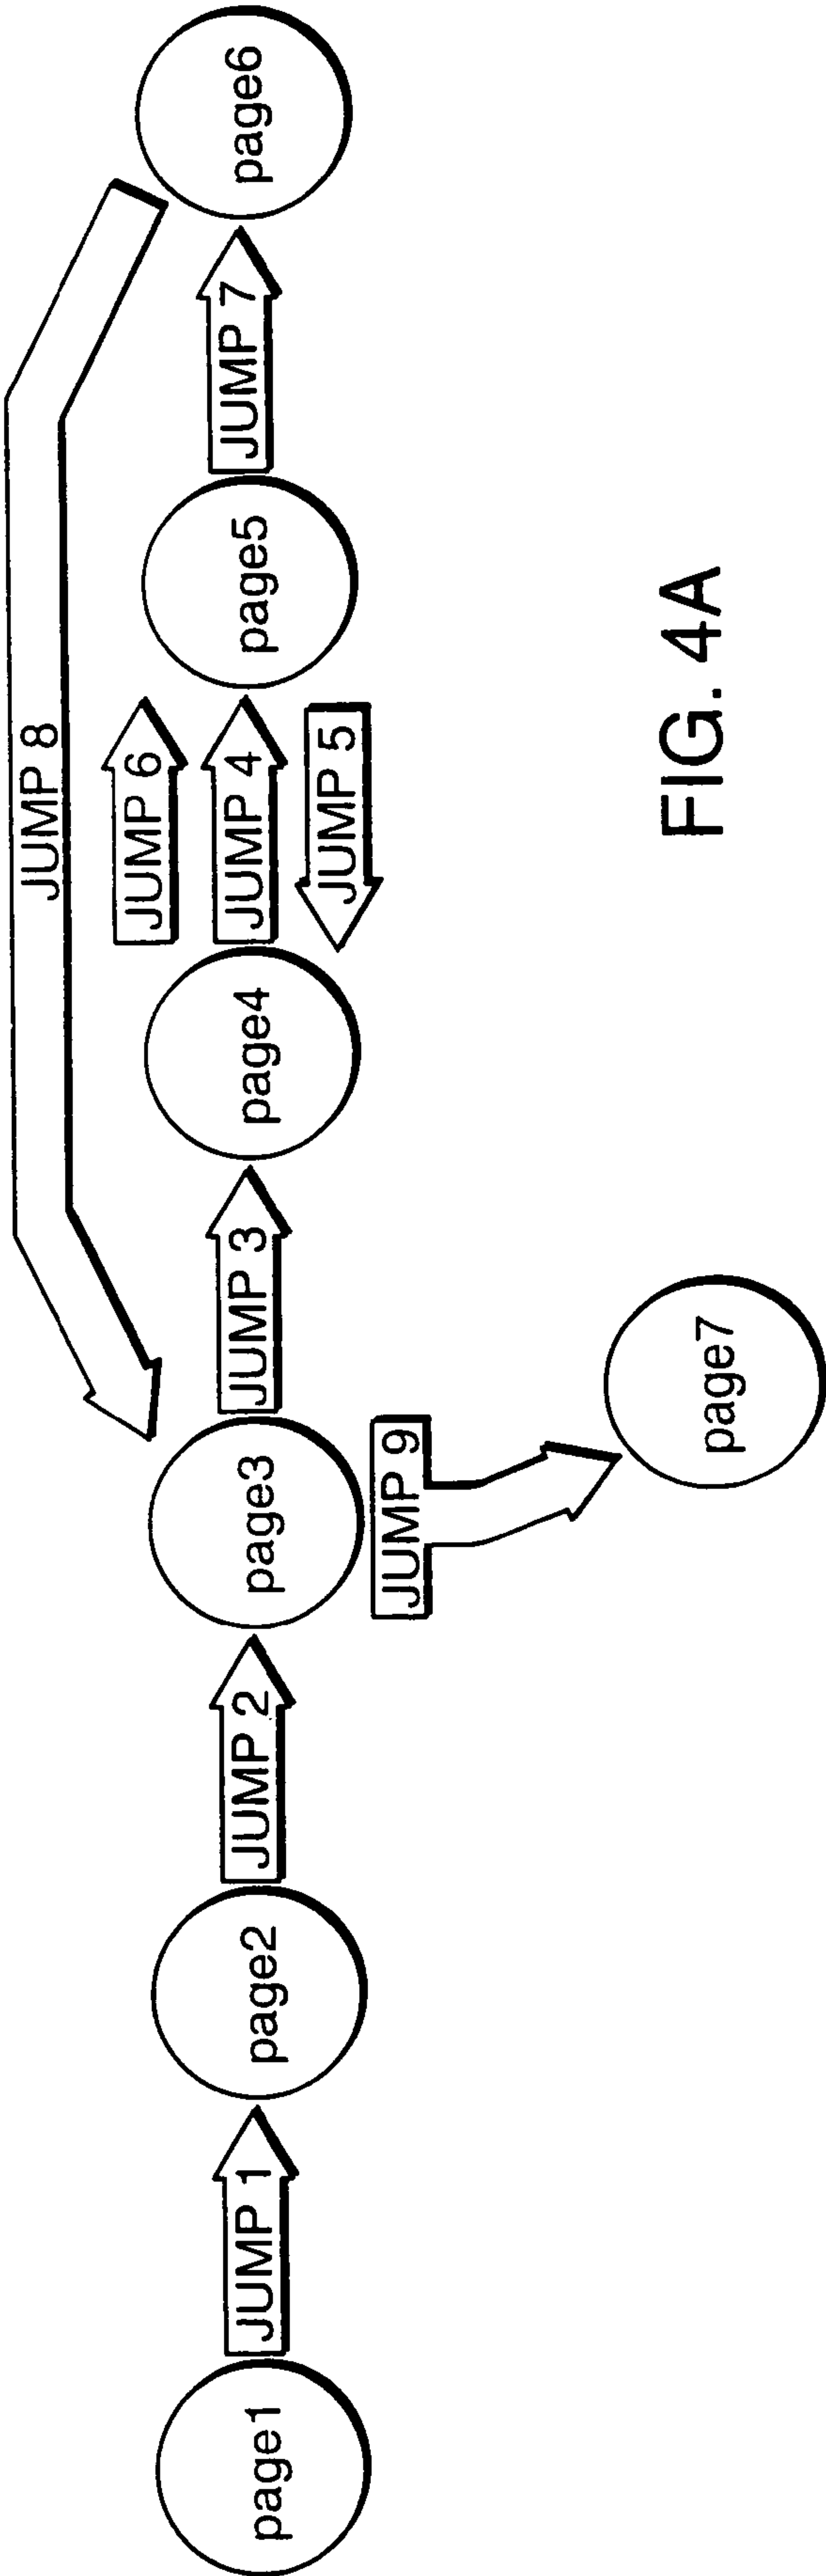 JUMP 8
JUMP 6
page1
JUMP 1
page2
JUMP 2
page3
JUMP 3
page4
JUMP 4
page5
JUMP 7
page6
JUMP 5
JUMP 9
page7
FIG. 4A